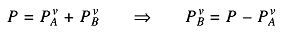 P = P_A^v + P_B^v ⇒ P_B^v = P − P_A^v